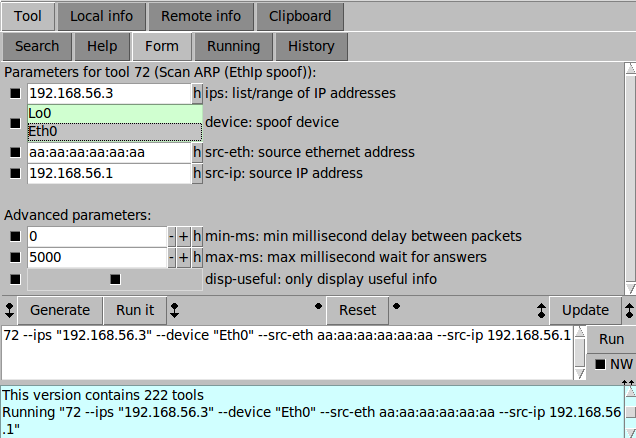 Tool Local info Remote info Clipboard
Search Help Form Running History
Parameters for tool 72 (Scan ARP (EthIp spoof)):
192.168.56.3 h ips: list/range of IP addresses
Lo0
device: spoof device
Eth0
aa:aa:aa:aa:aa:aa h src-eth: source ethernet address
192.168.56.1 h src-ip: source IP address
Advanced parameters:
0 - + h min-ms: min millisecond delay between packets
5000 - + h max-ms: max millisecond wait for answers
disp-useful: only display useful info
Generate Run it Reset Update
72 --ips "192.168.56.3" --device "Eth0" --src-eth aa:aa:aa:aa:aa:aa --src-ip 192.168.56.1
Run
NW
This version contains 222 tools
Running "72 --ips "192.168.56.3" --device "Eth0" --src-eth aa:aa:aa:aa:aa:aa --src-ip 192.168.56
.1"